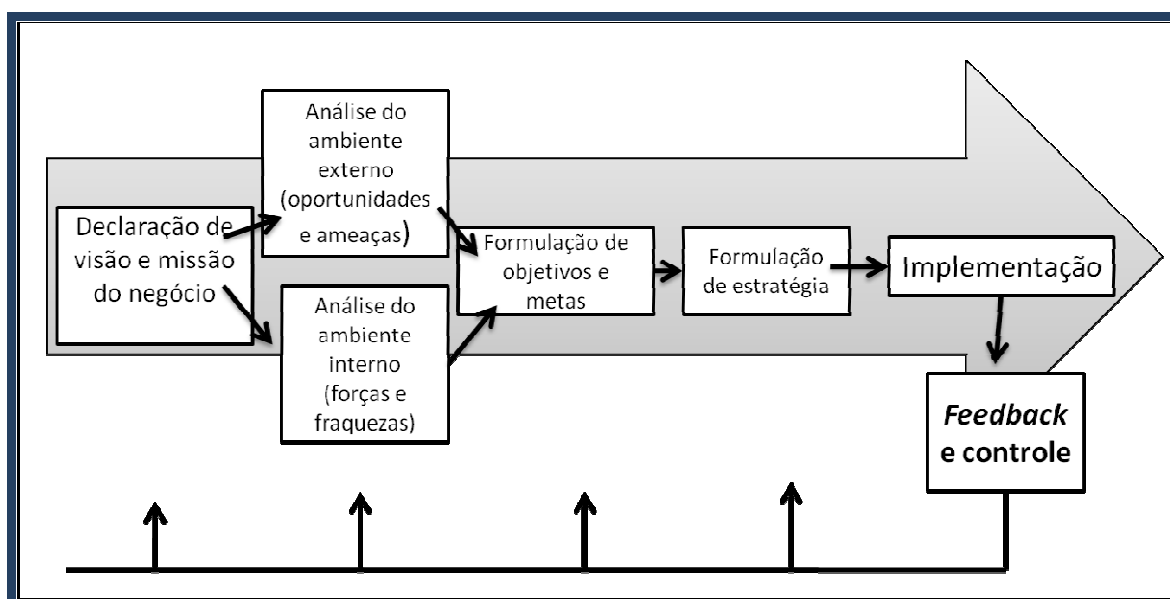 Declaração de
visão e missão
do negócio
Análise do
ambiente
externo
(oportunidades
e ameaças)
Análise do
ambiente
interno
(forças e
fraquezas)
Formulação de
objetivos e
metas
Formulação
de estratégia
Implementação
Feedback
e controle